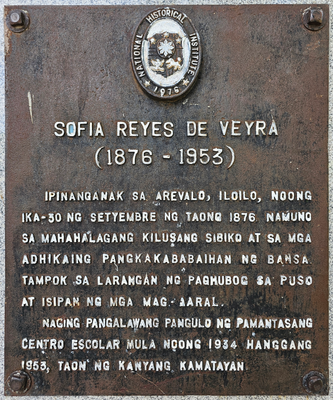 NATIONAL HISTORICAL INSTITUTE
1976
SOFIA REYES DE VEYRA
(1876 - 1953)
IPINANGANAK SA AREVALO, ILOILO, NOONG
IKA-30 NG SETYEMBRE NG TAONG 1876. NAMUNO
SA MAHAHALAGANG KILUSANG SIBIKO AT SA MGA
ADHIKAING PANGKAKABABAIHAN NG BANSA.
TAMPOK SA LARANGAN NG PAGHUBOG SA PUSO
AT ISIPAN NG MGA MAG-AARAL.
NAGING PANGALAWANG PANGULO NG PAMANTASANG
CENTRO ESCOLAR MULA NOONG 1934 HANGGANG
1953, TAON NG KANYANG KAMATAYAN.